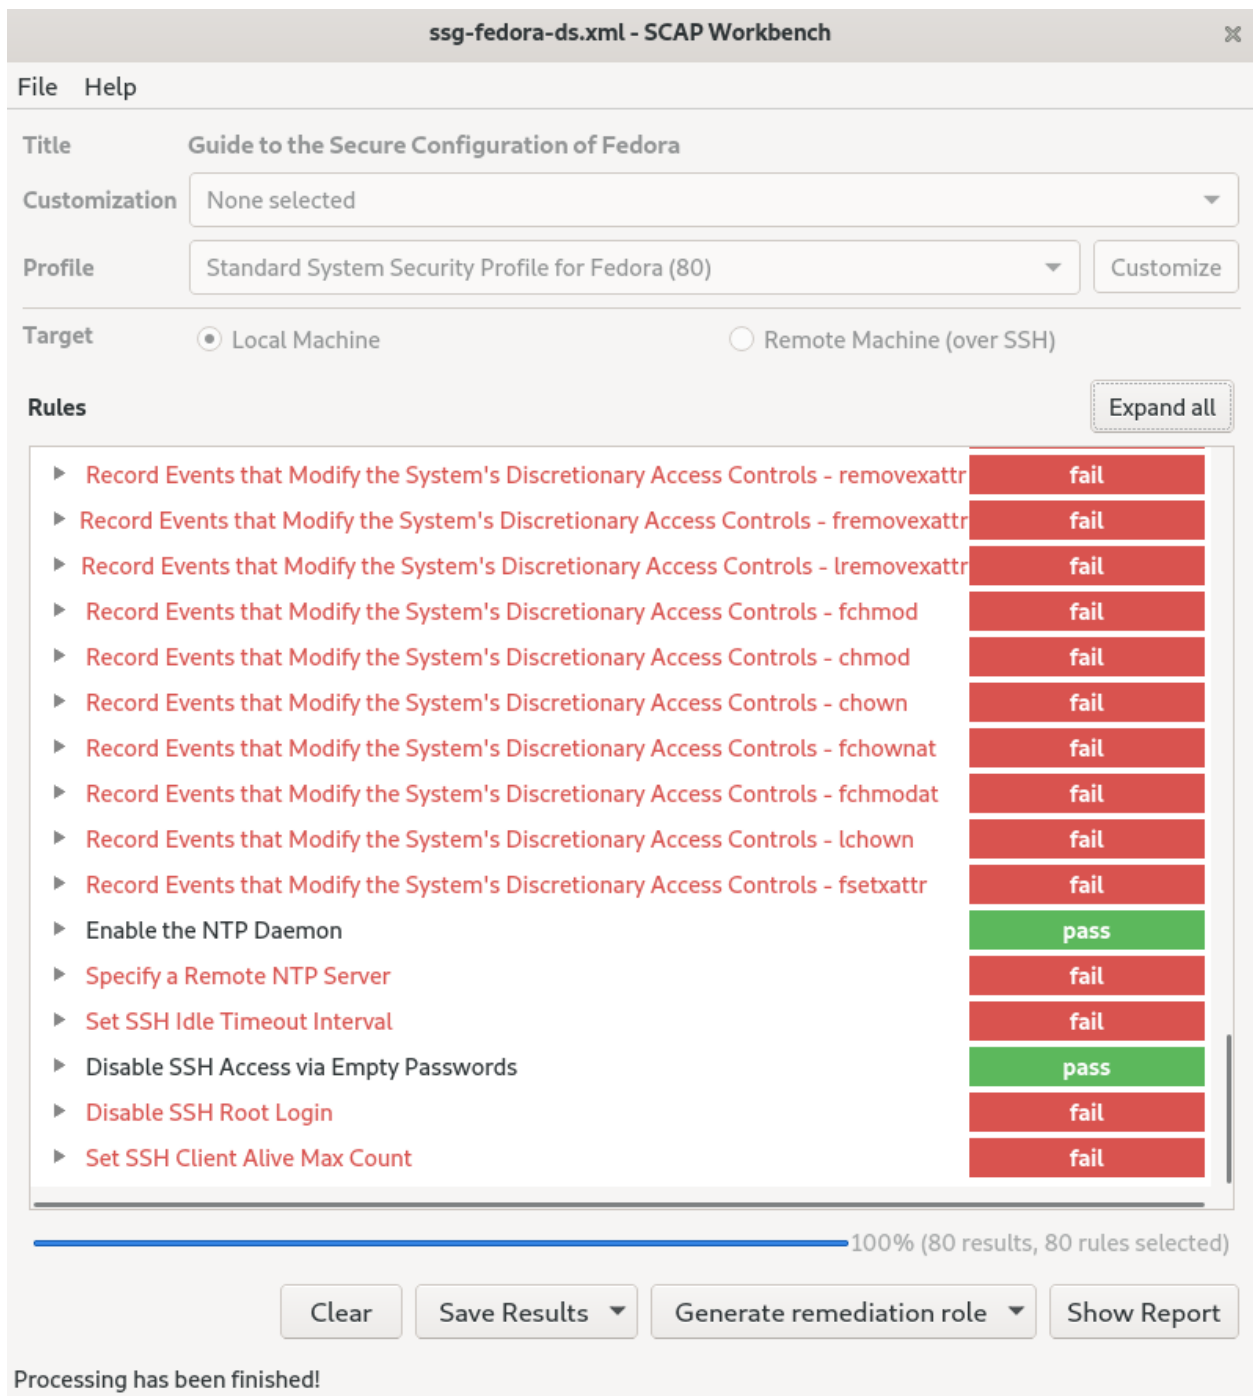 ssg-fedora-ds.xml - SCAP Workbench
File Help
Title Guide to the Secure Configuration of Fedora
Customization None selected
Profile Standard System Security Profile for Fedora (80) Customize
Target Local Machine Remote Machine (over SSH)
Rules Expand all
Record Events that Modify the System's Discretionary Access Controls - removexattr fail
Record Events that Modify the System's Discretionary Access Controls - fremovexattr fail
Record Events that Modify the System's Discretionary Access Controls - lremovexattr fail
Record Events that Modify the System's Discretionary Access Controls - fchmod fail
Record Events that Modify the System's Discretionary Access Controls - chmod fail
Record Events that Modify the System's Discretionary Access Controls - chown fail
Record Events that Modify the System's Discretionary Access Controls - fchownat fail
Record Events that Modify the System's Discretionary Access Controls - fchmodat fail
Record Events that Modify the System's Discretionary Access Controls - lchown fail
Record Events that Modify the System's Discretionary Access Controls - fsetxattr fail
Enable the NTP Daemon pass
Specify a Remote NTP Server fail
Set SSH Idle Timeout Interval fail
Disable SSH Access via Empty Passwords pass
Disable SSH Root Login fail
Set SSH Client Alive Max Count fail
100% (80 results, 80 rules selected)
Clear Save Results Generate remediation role Show Report
Processing has been finished!